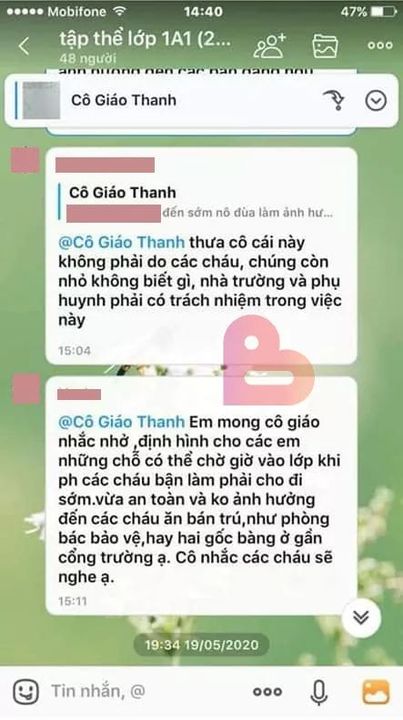 Mobifone
14:40
47%
tập thể lớp 1A1 (2...
48 người
Cô Giáo Thanh
Cô Giáo Thanh
đến sớm nô đùa làm ảnh hư...
@Cô Giáo Thanh thưa cô cái này
không phải do các cháu, chúng còn
nhỏ không biết gì, nhà trường và phụ
huynh phải có trách nhiệm trong việc
này
15:04
@Cô Giáo Thanh Em mong cô giáo
nhắc nhở ,định hình cho các em
những chỗ có thể chờ giờ vào lớp khi
ph các cháu bận làm phải cho đi
sớm.vừa an toàn và ko ảnh hưởng
đến các cháu ăn bán trú,như phòng
bác bảo vệ,hay hai gốc bàng ở gần
cổng trường ạ. Cô nhắc các cháu sẽ
nghe ạ.
15:11
19:34 19/05/2020
Tin nhắn, @